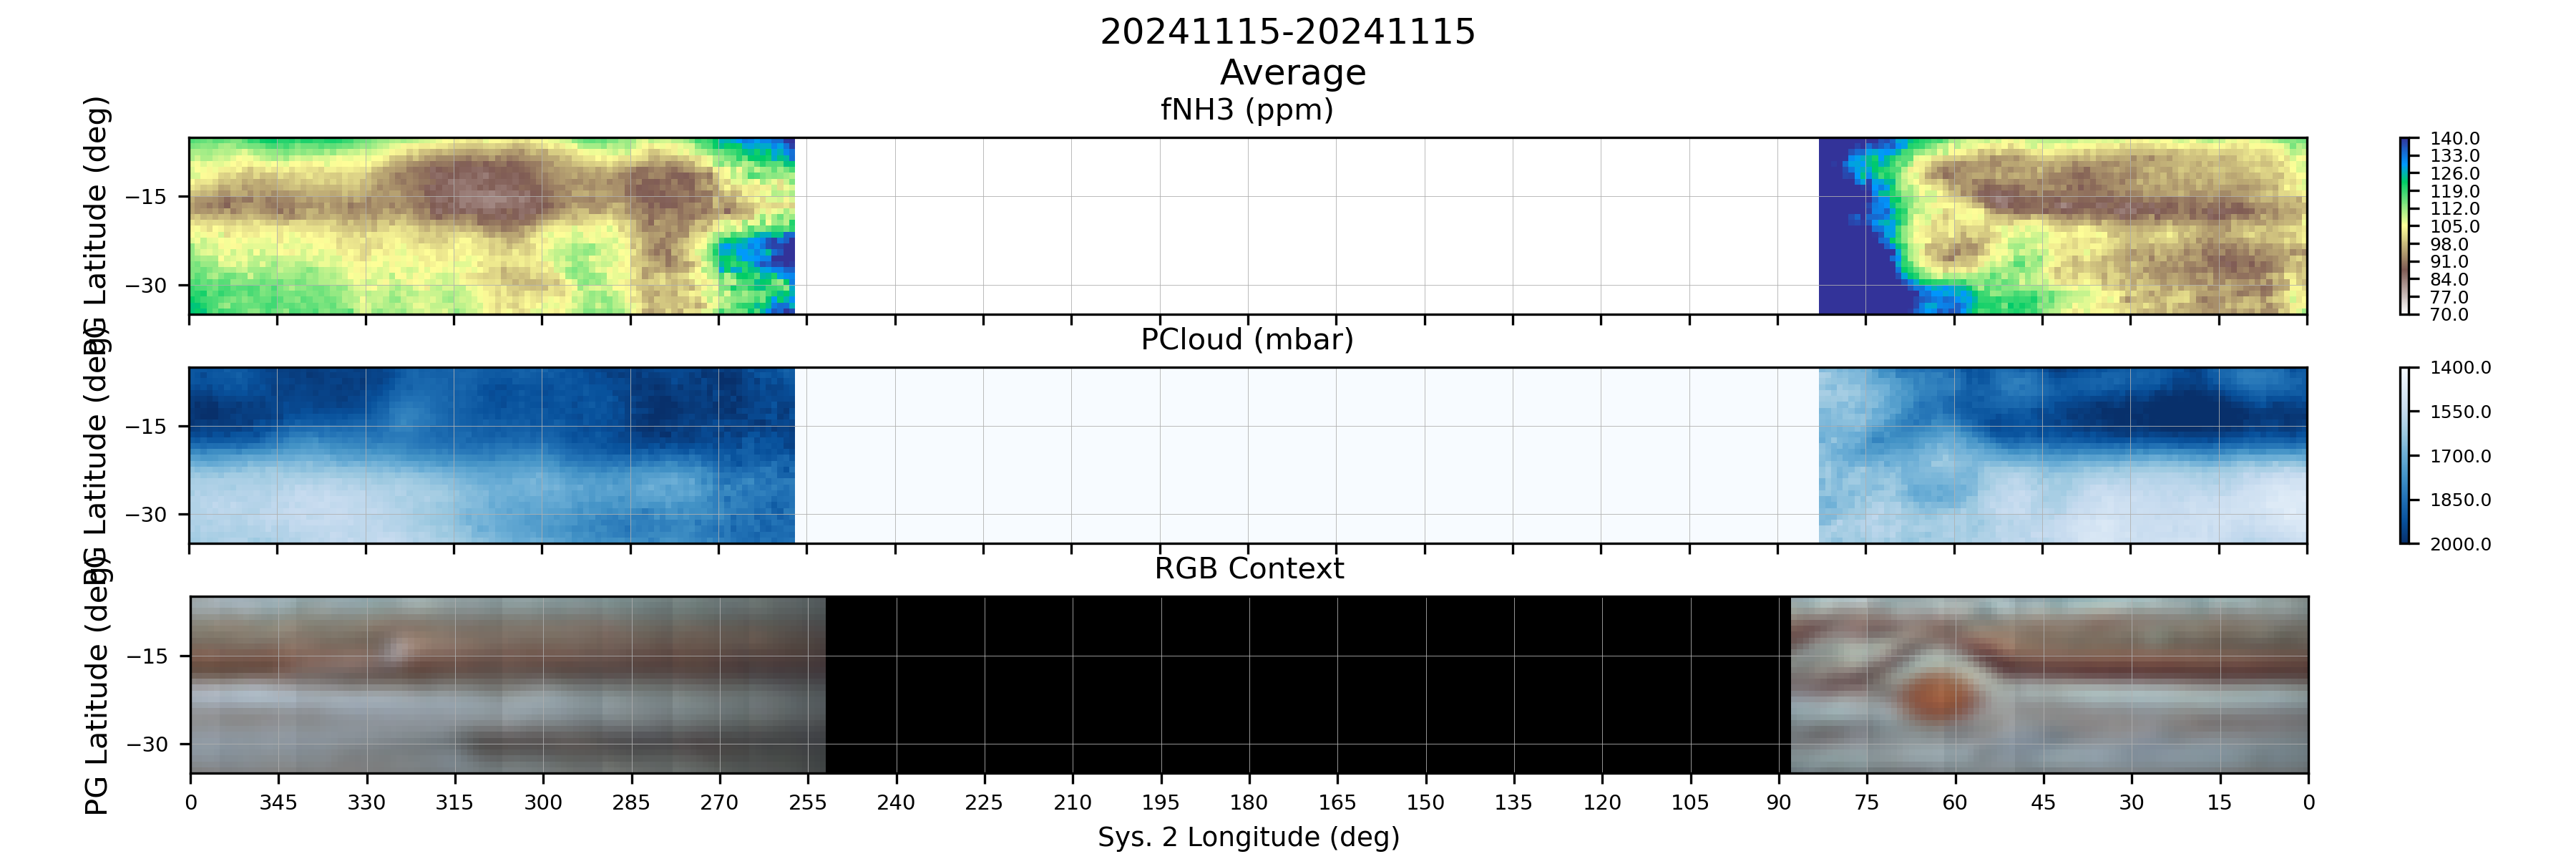 20241115-20241115
Average
fNH3 (ppm)
PG Latitude (deg)
−15
−30
140.0
133.0
126.0
119.0
112.0
105.0
98.0
91.0
84.0
77.0
70.0
PCloud (mbar)
PG Latitude (deg)
−15
−30
1400.0
1550.0
1700.0
1850.0
2000.0
RGB Context
PG Latitude (deg)
−15
−30
0 345 330 315 300 285 270 255 240 225 210 195 180 165 150 135 120 105 90 75 60 45 30 15 0
Sys. 2 Longitude (deg)